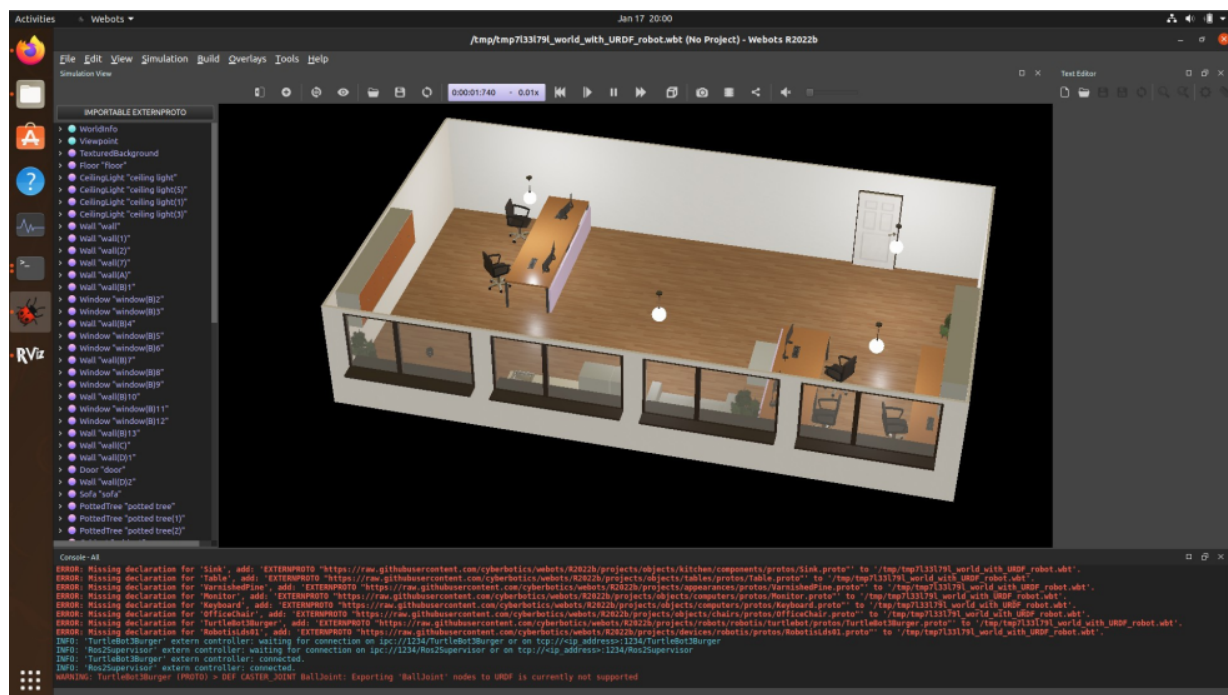 Activities
Webots
Jan 17 20:00
/tmp/tmp7l33l79l_world_with_URDF_robot.wbt (No Project) - Webots R2022b
File Edit View Simulation Build Overlays Tools Help
Simulation View
Text Editor
0:00:01:740 - 0.01x
IMPORTABLE EXTERNPROTO
WorldInfo
Viewpoint
TexturedBackground
Floor "floor"
CeilingLight "ceiling light"
CeilingLight "ceiling light(5)"
CeilingLight "ceiling light(1)"
CeilingLight "ceiling light(3)"
Wall "wall"
Wall "wall(1)"
Wall "wall(2)"
Wall "wall(7)"
Wall "wall(A)"
Wall "wall(B)1"
Window "window(B)2"
Window "window(B)3"
Wall "wall(B)4"
Window "window(B)5"
Window "window(B)6"
Wall "wall(B)7"
Window "window(B)8"
Window "window(B)9"
Wall "wall(B)10"
Window "window(B)11"
Window "window(B)12"
Wall "wall(B)13"
Wall "wall(C)"
Wall "wall(D)1"
Door "door"
Wall "wall(D)2"
Sofa "sofa"
PottedTree "potted tree"
PottedTree "potted tree(1)"
PottedTree "potted tree(2)"
RViz
Console - All
ERROR: Missing declaration for 'Sink', add: 'EXTERNPROTO "https://raw.githubusercontent.com/cyberbotics/webots/R2022b/projects/objects/kitchen/components/protos/Sink.proto"' to '/tmp/tmp7l33l79l_world_with_URDF_robot.wbt'.
ERROR: Missing declaration for 'Table', add: 'EXTERNPROTO "https://raw.githubusercontent.com/cyberbotics/webots/R2022b/projects/objects/tables/protos/Table.proto"' to '/tmp/tmp7l33l79l_world_with_URDF_robot.wbt'.
ERROR: Missing declaration for 'VarnishedPine', add: 'EXTERNPROTO "https://raw.githubusercontent.com/cyberbotics/webots/R2022b/projects/appearances/protos/VarnishedPine.proto"' to '/tmp/tmp7l33l79l_world_with_URDF_robot.wbt'.
ERROR: Missing declaration for 'Monitor', add: 'EXTERNPROTO "https://raw.githubusercontent.com/cyberbotics/webots/R2022b/projects/objects/computers/protos/Monitor.proto"' to '/tmp/tmp7l33l79l_world_with_URDF_robot.wbt'.
ERROR: Missing declaration for 'Keyboard', add: 'EXTERNPROTO "https://raw.githubusercontent.com/cyberbotics/webots/R2022b/projects/objects/computers/protos/Keyboard.proto"' to '/tmp/tmp7l33l79l_world_with_URDF_robot.wbt'.
ERROR: Missing declaration for 'OfficeChair', add: 'EXTERNPROTO "https://raw.githubusercontent.com/cyberbotics/webots/R2022b/projects/objects/chairs/protos/OfficeChair.proto"' to '/tmp/tmp7l33l79l_world_with_URDF_robot.wbt'.
ERROR: Missing declaration for 'TurtleBot3Burger', add: 'EXTERNPROTO "https://raw.githubusercontent.com/cyberbotics/webots/R2022b/projects/robots/robotis/turtlebot/protos/TurtleBot3Burger.proto"' to '/tmp/tmp7l33l79l_world_with_URDF_robot.wbt'.
ERROR: Missing declaration for 'RobotisLds01', add: 'EXTERNPROTO "https://raw.githubusercontent.com/cyberbotics/webots/R2022b/projects/devices/robotis/protos/RobotisLds01.proto"' to '/tmp/tmp7l33l79l_world_with_URDF_robot.wbt'.
INFO: 'TurtleBot3Burger' extern controller: waiting for connection on ipc://1234/TurtleBot3Burger or on tcp://<ip_address>:1234/TurtleBot3Burger
INFO: 'Ros2Supervisor' extern controller: waiting for connection on ipc://1234/Ros2Supervisor or on tcp://<ip_address>:1234/Ros2Supervisor
INFO: 'TurtleBot3Burger' extern controller: connected.
INFO: 'Ros2Supervisor' extern controller: connected.
WARNING: TurtleBot3Burger (PROTO) > DEF CASTER_JOINT BallJoint: Exporting 'BallJoint' nodes to URDF is currently not supported